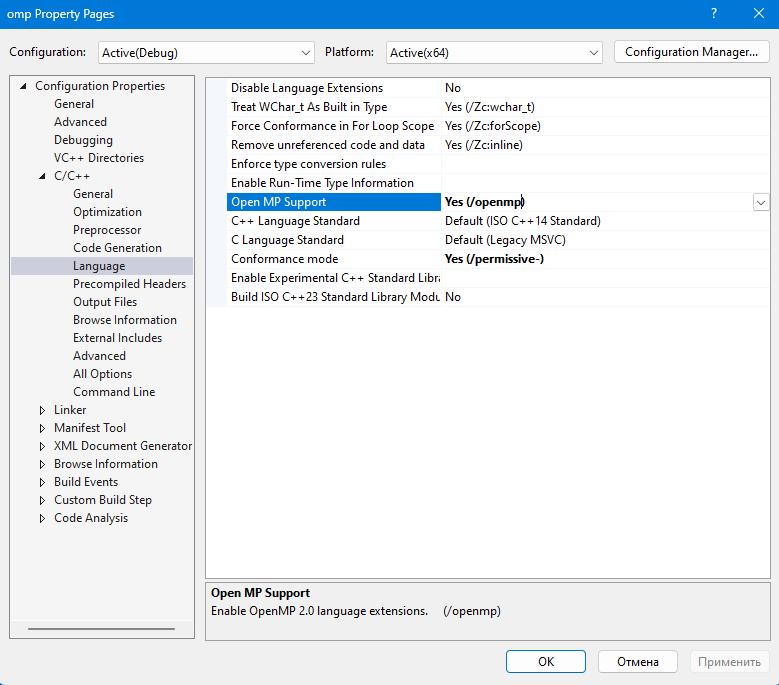 omp Property Pages
?
Configuration: Active(Debug) Platform: Active(x64) Configuration Manager...
Configuration Properties
General
Advanced
Debugging
VC++ Directories
C/C++
General
Optimization
Preprocessor
Code Generation
Language
Precompiled Headers
Output Files
Browse Information
External Includes
Advanced
All Options
Command Line
Linker
Manifest Tool
XML Document Generator
Browse Information
Build Events
Custom Build Step
Code Analysis
Disable Language Extensions No
Treat WChar_t As Built in Type Yes (/Zc:wchar_t)
Force Conformance in For Loop Scope Yes (/Zc:forScope)
Remove unreferenced code and data Yes (/Zc:inline)
Enforce type conversion rules
Enable Run-Time Type Information
Open MP Support Yes (/openmp)
C++ Language Standard Default (ISO C++14 Standard)
C Language Standard Default (Legacy MSVC)
Conformance mode Yes (/permissive-)
Enable Experimental C++ Standard Libra
Build ISO C++23 Standard Library Modu No
Open MP Support
Enable OpenMP 2.0 language extensions. (/openmp)
OK Отмена Применить